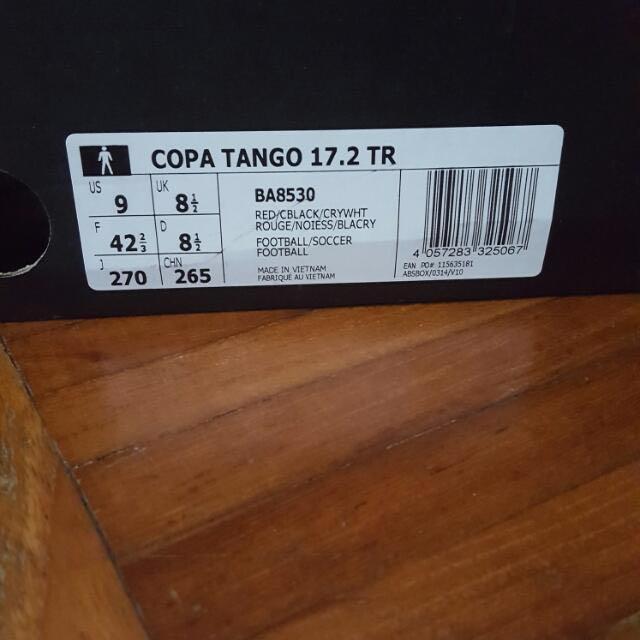 COPA TANGO 17.2 TR
US 9 UK 8½
F 42⅔ D 8½
J 270 CHN 265
BA8530
RED/CBLACK/CRYWHT
ROUGE/NOIESS/BLACRY
FOOTBALL/SOCCER
FOOTBALL
MADE IN VIETNAM
FABRIQUE AU VIETNAM
4 057283 325067
EAN PO# 115635181
ABSBOX/0314/V10